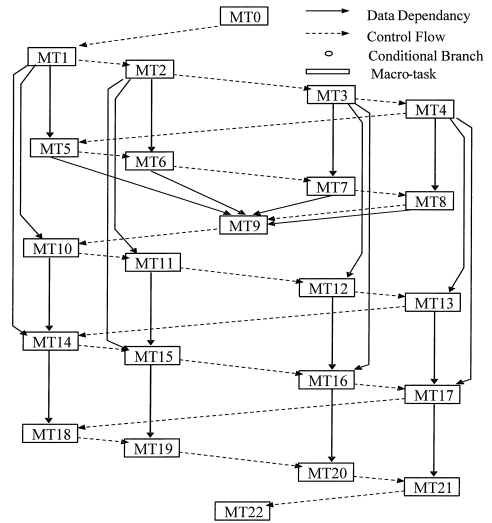 MT0
Data Dependancy
Control Flow
Conditional Branch
Macro-task
MT1
MT2
MT3
MT4
MT5
MT6
MT7
MT8
MT9
MT10
MT11
MT12
MT13
MT14
MT15
MT16
MT17
MT18
MT19
MT20
MT21
MT22